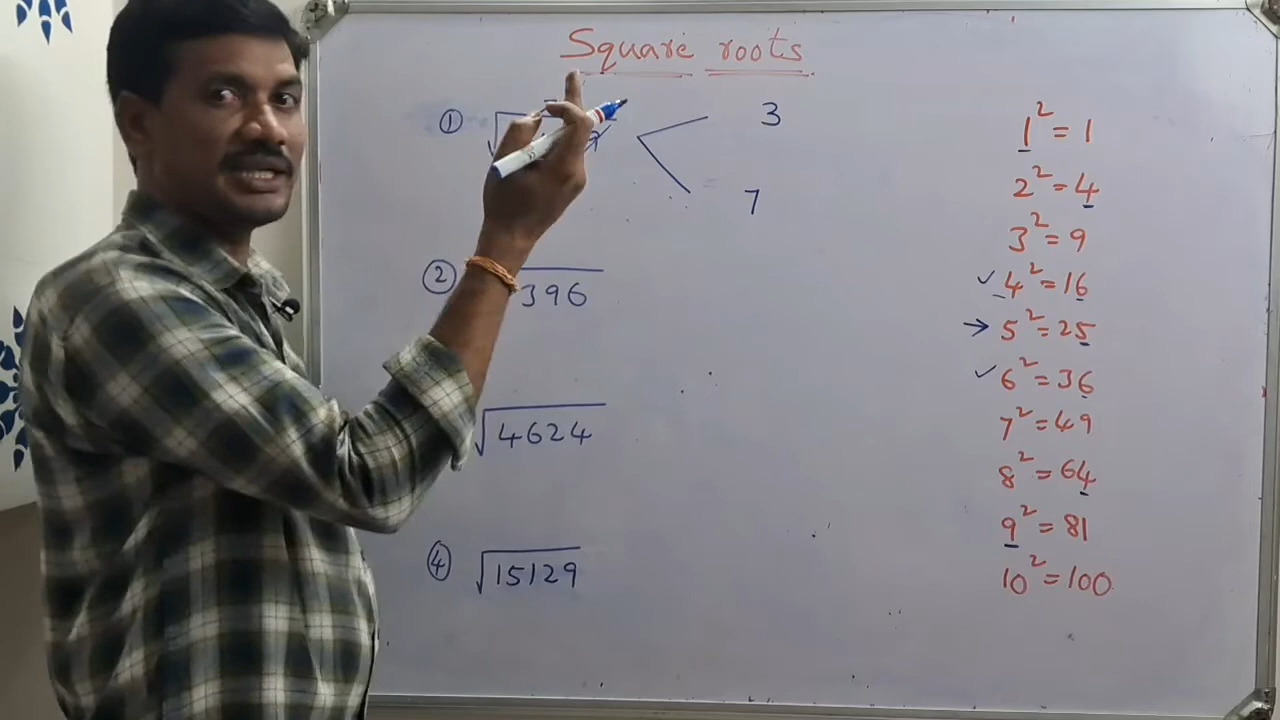 Square roots
① 3
7
② 396
√4624
④ √15129
1² = 1
2² = 4
3² = 9
✓ 4² = 16
→ 5² = 25
✓ 6² = 36
7² = 49
8² = 64
9² = 81
10² = 100